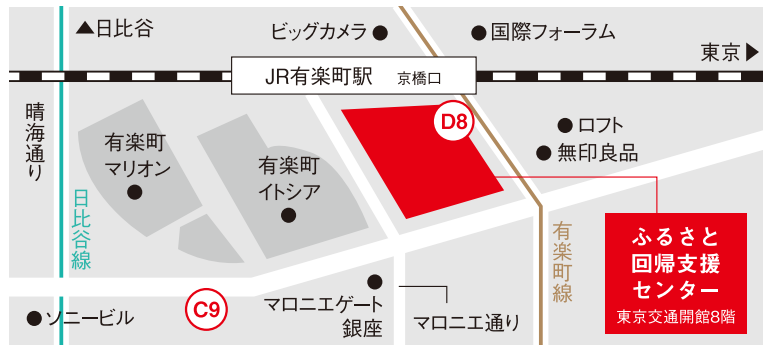 ▲日比谷
ビッグカメラ
国際フォーラム
東京▶
JR有楽町駅 京橋口
晴海通り
有楽町
マリオン
有楽町
イトシア
D8
ロフト
無印良品
日比谷線
有楽町線
ふるさと
回帰支援
センター
東京交通開館8階
C9
マロニエゲート
銀座
マロニエ通り
ソニービル